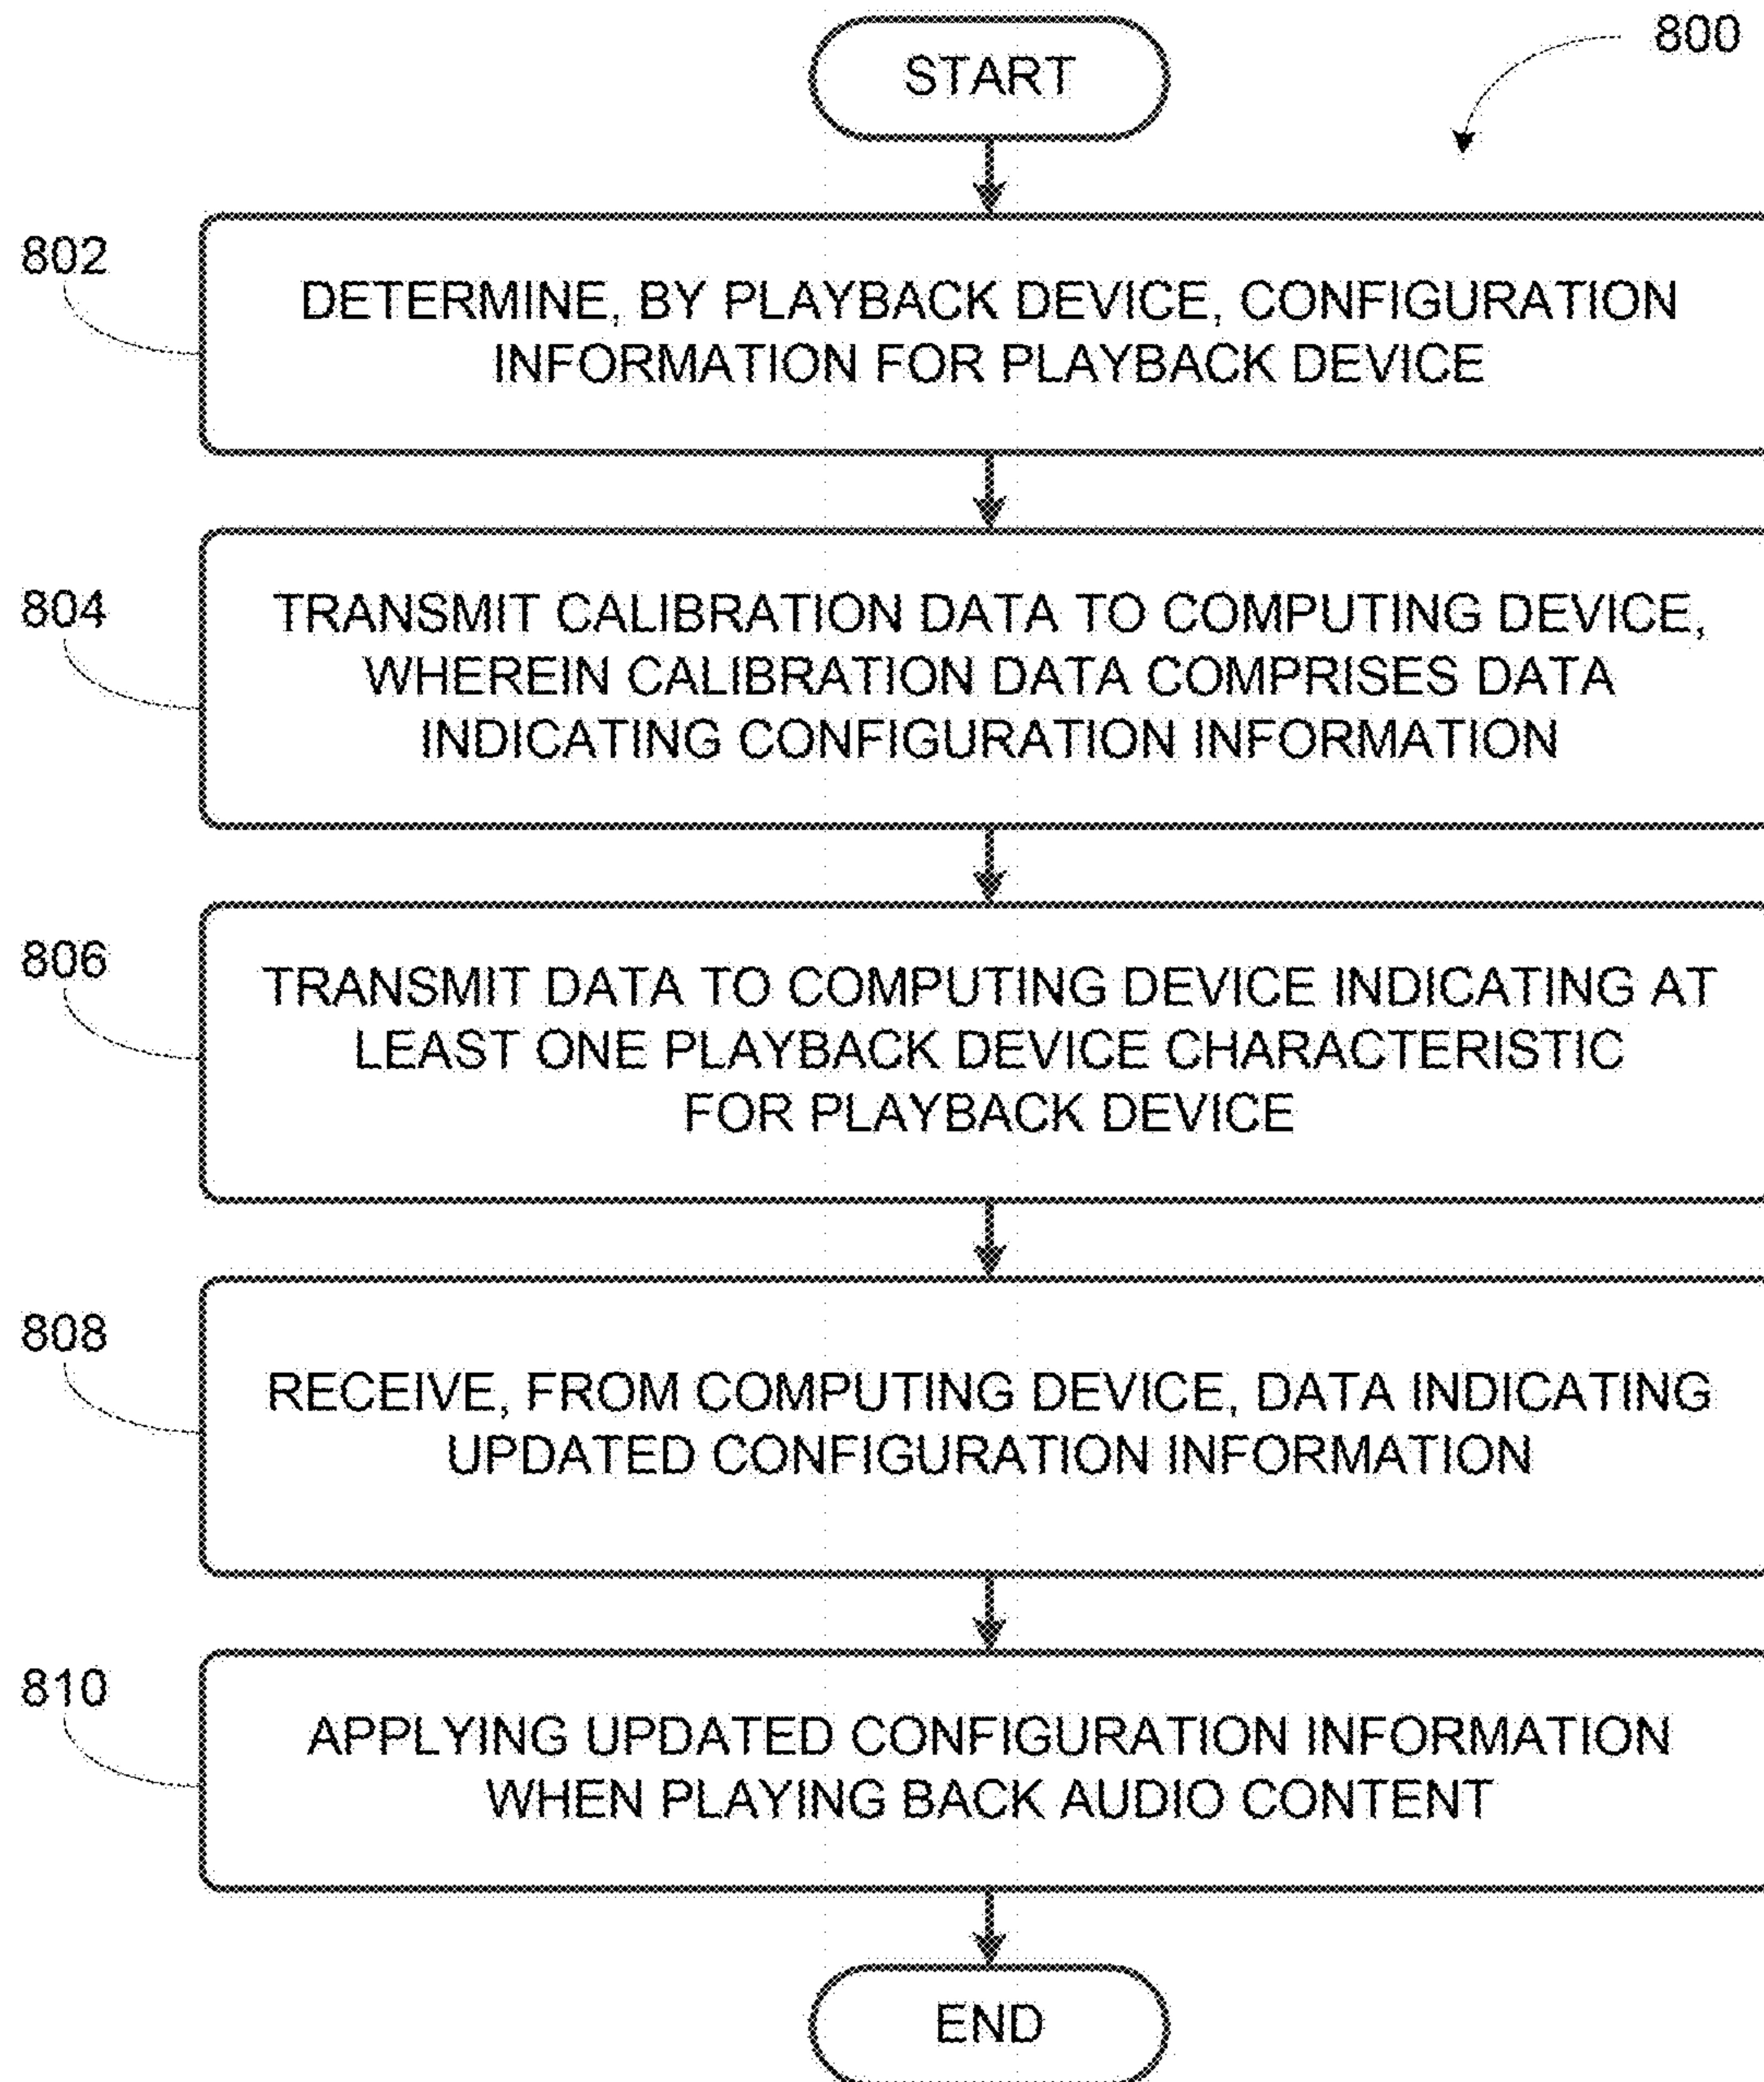 START
800
802
DETERMINE, BY PLAYBACK DEVICE, CONFIGURATION
INFORMATION FOR PLAYBACK DEVICE
804
TRANSMIT CALIBRATION DATA TO COMPUTING DEVICE,
WHEREIN CALIBRATION DATA COMPRISES DATA
INDICATING CONFIGURATION INFORMATION
806
TRANSMIT DATA TO COMPUTING DEVICE INDICATING AT
LEAST ONE PLAYBACK DEVICE CHARACTERISTIC
FOR PLAYBACK DEVICE
808
RECEIVE, FROM COMPUTING DEVICE, DATA INDICATING
UPDATED CONFIGURATION INFORMATION
810
APPLYING UPDATED CONFIGURATION INFORMATION
WHEN PLAYING BACK AUDIO CONTENT
END